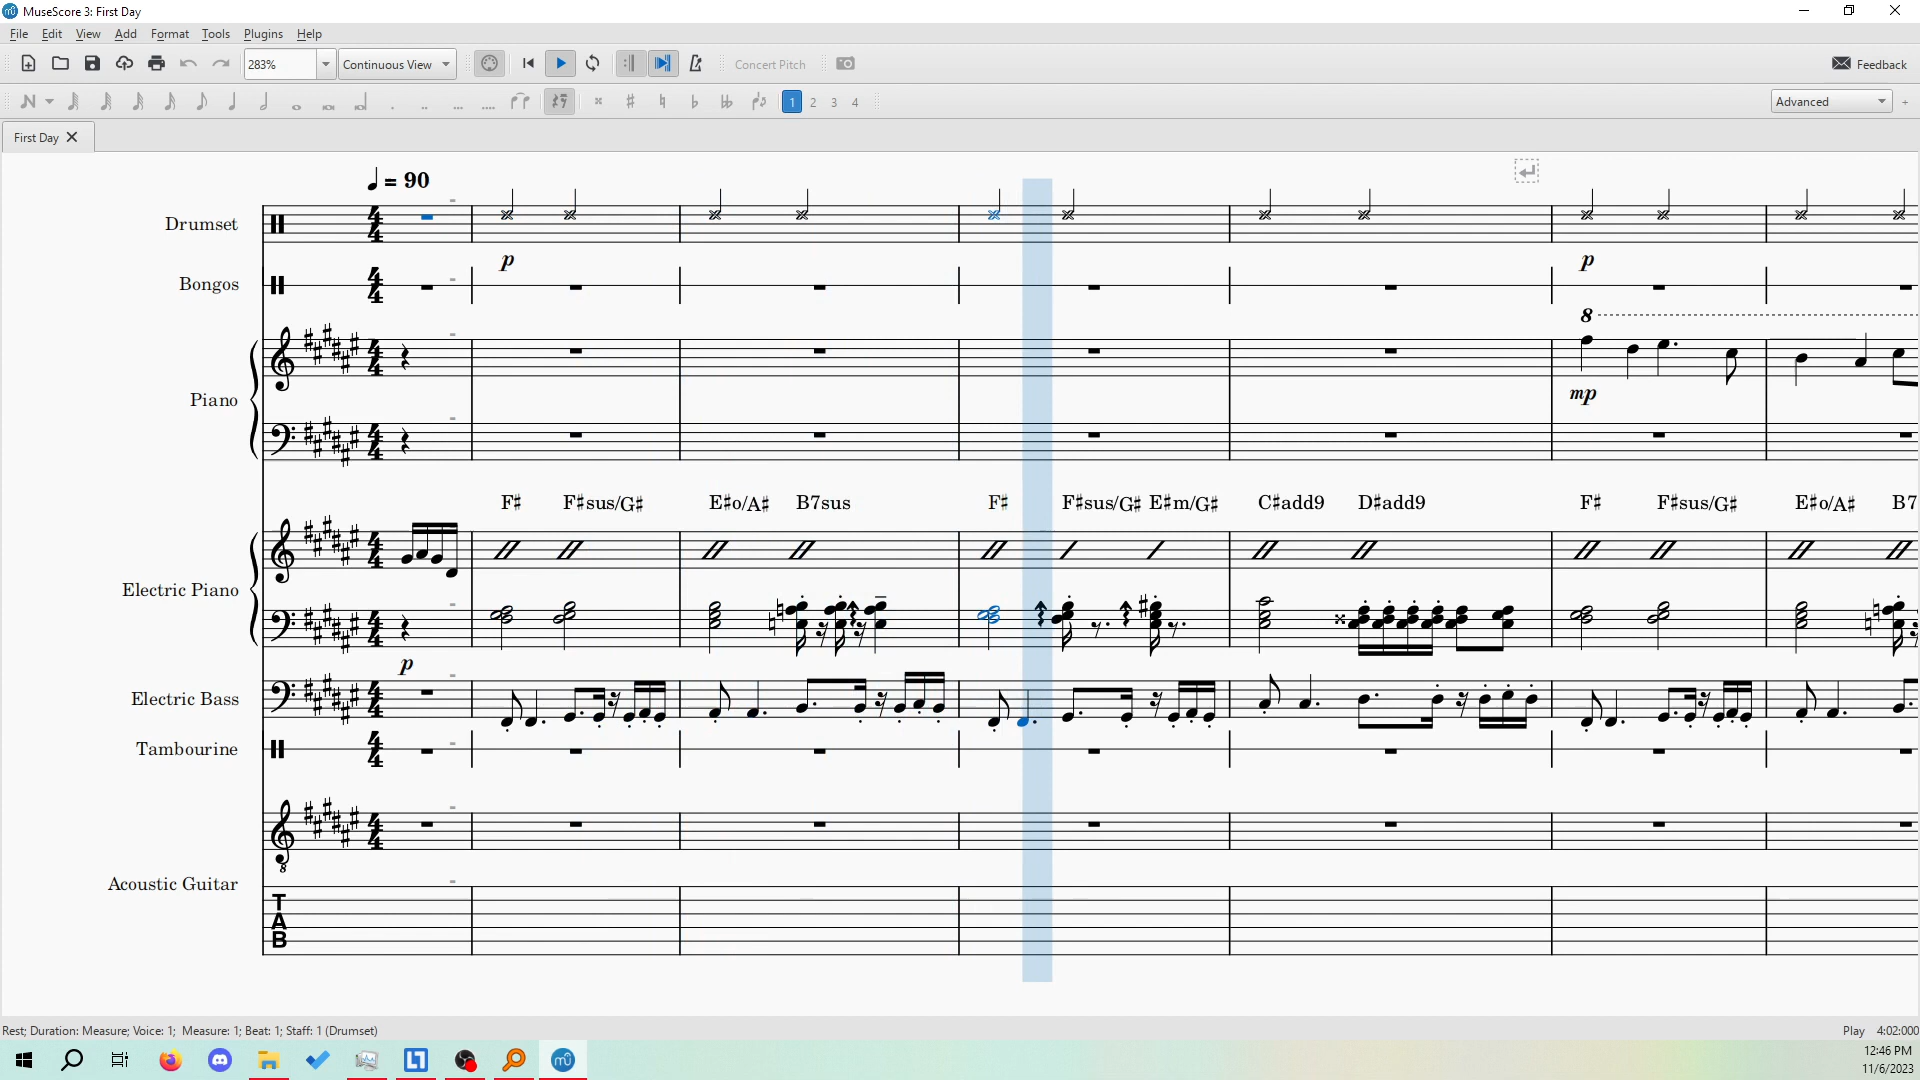 MuseScore 3: First Day
File Edit View Add Format Tools Plugins Help
283% Continuous View Concert Pitch Feedback
1 2 3 4 Advanced +
First Day
= 90
Drumset
p p
Bongos
8
Piano
mp
F♯ F♯sus/G♯ E♯o/A♯ B7sus F♯ F♯sus/G♯ E♯m/G♯ C♯add9 D♯add9 F♯ F♯sus/G♯ E♯o/A♯ B7
Electric Piano
p
Electric Bass
Tambourine
8
Acoustic Guitar
T
A
B
Rest; Duration: Measure; Voice: 1; Measure: 1; Beat: 1; Staff: 1 (Drumset) Play 4:02:000
12:46 PM
11/6/2023